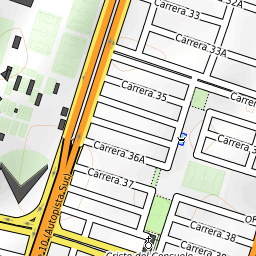 Carrera 33
Carrera 33A
Carrera 35
Carrera 36A
Carrera 37
Carrera 38
e 10 (Autopista Sur)
Cristo del Consuelo